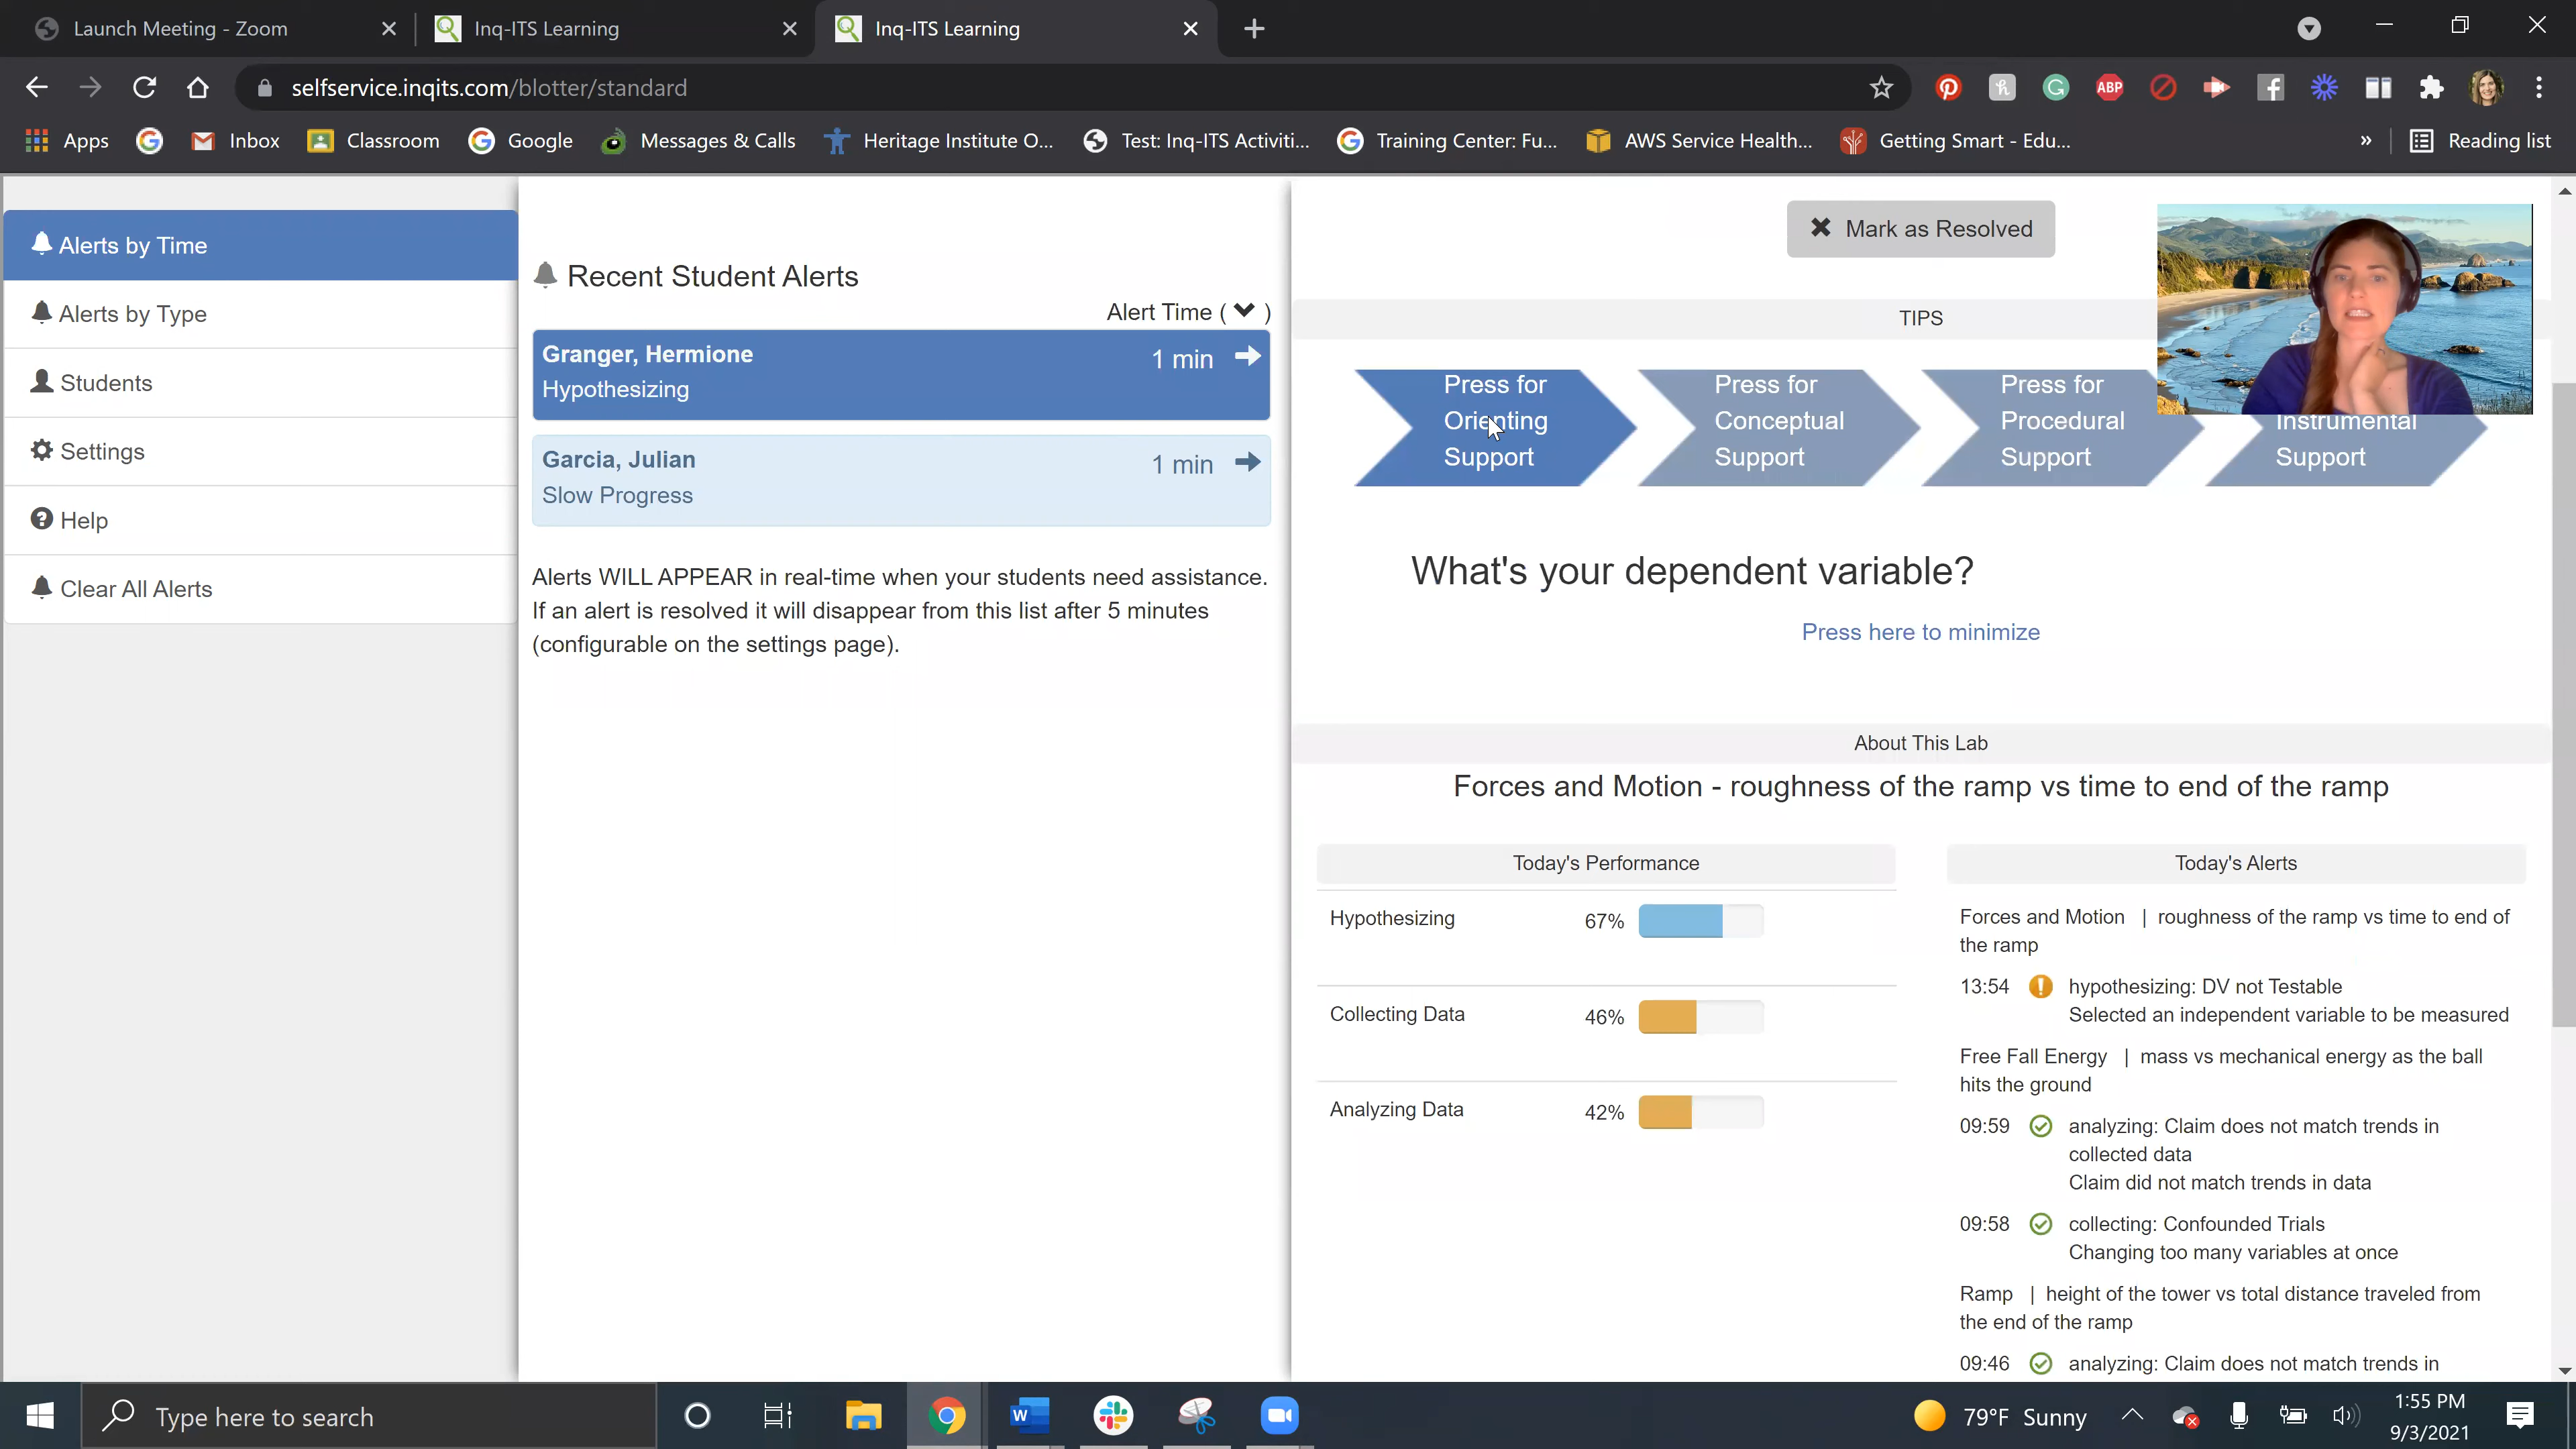 Launch Meeting - Zoom
Inq-ITS Learning
Inq-ITS Learning
selfservice.inqits.com/blotter/standard
ABP
Apps
Inbox
Classroom
Google
Messages & Calls
Heritage Institute O...
Test: Inq-ITS Activiti...
Training Center: Fu...
AWS Service Health...
Getting Smart - Edu...
»
Reading list
Alerts by Time
Alerts by Type
Students
Settings
Help
Clear All Alerts
Recent Student Alerts
Alert Time ( )
Granger, Hermione
1 min
Hypothesizing
Garcia, Julian
1 min
Slow Progress
Alerts WILL APPEAR in real-time when your students need assistance.
If an alert is resolved it will disappear from this list after 5 minutes
(configurable on the settings page).
Mark as Resolved
TIPS
Press for
Orienting
Support
Press for
Conceptual
Support
Press for
Procedural
Support
Instrumental
Support
What's your dependent variable?
Press here to minimize
About This Lab
Forces and Motion - roughness of the ramp vs time to end of the ramp
Today's Performance
Hypothesizing
67%
Collecting Data
46%
Analyzing Data
42%
Today's Alerts
Forces and Motion | roughness of the ramp vs time to end of
the ramp
13:54 hypothesizing: DV not Testable
Selected an independent variable to be measured
Free Fall Energy | mass vs mechanical energy as the ball
hits the ground
09:59 analyzing: Claim does not match trends in
collected data
Claim did not match trends in data
09:58 collecting: Confounded Trials
Changing too many variables at once
Ramp | height of the tower vs total distance traveled from
the end of the ramp
09:46 analyzing: Claim does not match trends in
Type here to search
79°F Sunny
1:55 PM
9/3/2021